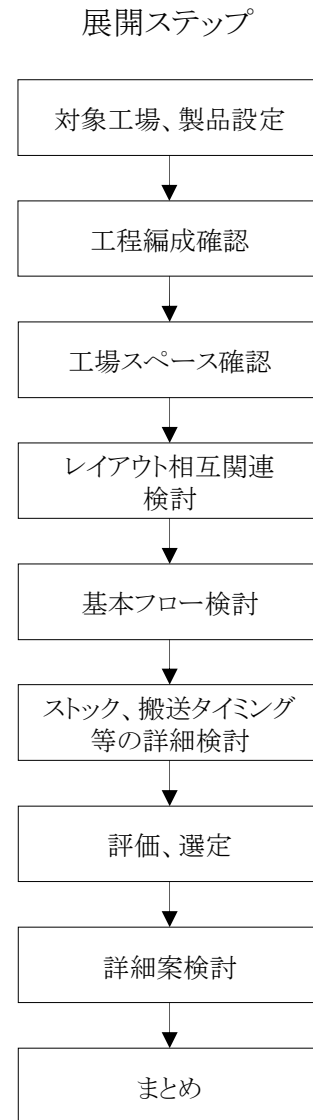 展開ステップ
対象工場、製品設定
工程編成確認
工場スペース確認
レイアウト相互関連
検討
基本フロー検討
ストック、搬送タイミング
等の詳細検討
評価、選定
詳細案検討
まとめ